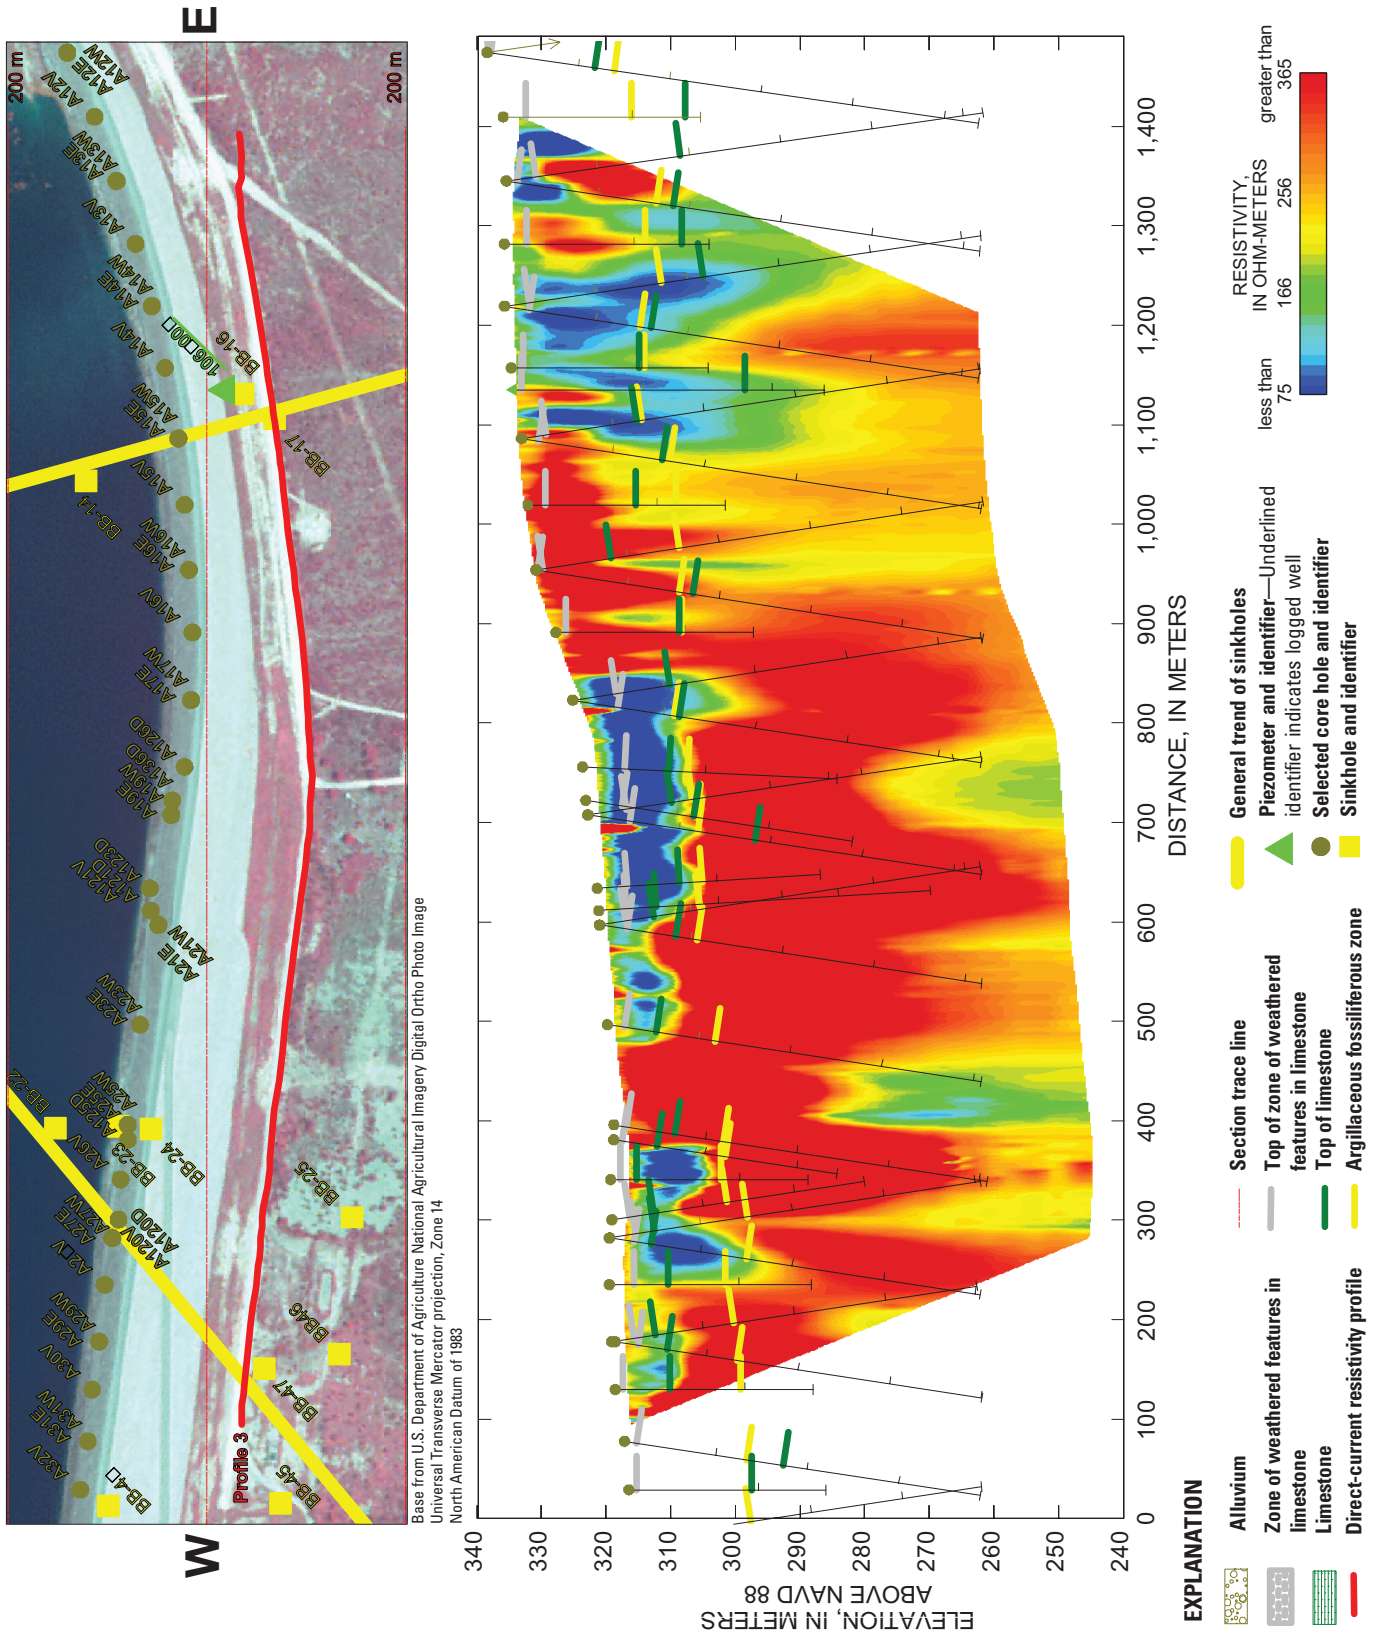 W
E
200 m
200 m
Profile 3
A32V
A31E
A31W
A30V
A29E
A29W
A2V
A27E
A27W
A120V
A120D
A26V
A125D
A25E
A25W
A23E
A23W
A21E
A21W
A121V
A121D
A123D
A19E
A19W
A136D
A126D
A17E
A17W
A16V
A16E
A16W
A15V
A15E
A15W
A14V
A14E
A14W
A13V
A13E
A13W
A12V
A12E
A12W
BB-4
BB-45
BB-47
BB46
BB-25
BB-24
BB-23
BB-22
BB-14
BB-17
BB-16
Base from U.S. Department of Agriculture National Agricultural Imagery Digital Ortho Photo Image
Universal Transverse Mercator projection, Zone 14
North American Datum of 1983
ELEVATION, IN METERS
ABOVE NAVD 88
340
330
320
310
300
290
280
270
260
250
240
0
100
200
300
400
500
600
700
800
900
1,000
1,100
1,200
1,300
1,400
DISTANCE, IN METERS
EXPLANATION
Alluvium
Zone of weathered features in
limestone
Limestone
Direct-current resistivity profile
Section trace line
Top of zone of weathered
features in limestone
Top of limestone
Argillaceous fossiliferous zone
General trend of sinkholes
Piezometer and identifier—Underlined
identifier indicates logged well
Selected core hole and identifier
Sinkhole and identifier
RESISTIVITY,
IN OHM-METERS
less than
greater than
75
166
256
365